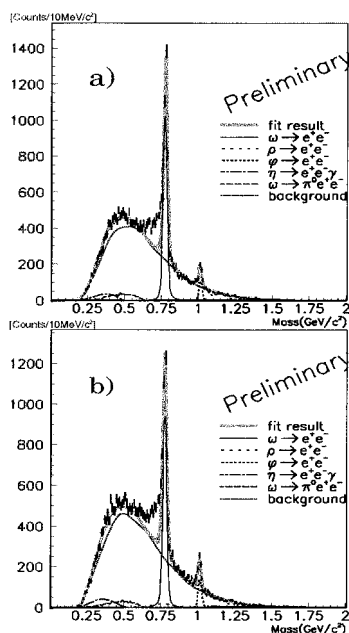 [Counts/10MeV/c²]
1400
1200
1000
800
600
400
200
0
a)
Preliminary
fit result
ω→e⁺e⁻
ρ→e⁺e⁻
φ→e⁺e⁻
η→e⁺e⁻γ
ω→π⁰e⁺e⁻
background
0 0.25 0.5 0.75 1 1.25 1.5 1.75 2
Mass(GeV/c²)
[Counts/10MeV/c²]
1200
1000
800
600
400
200
0
b)
Preliminary
fit result
ω→e⁺e⁻
ρ→e⁺e⁻
φ→e⁺e⁻
η→e⁺e⁻γ
ω→π⁰e⁺e⁻
background
0 0.25 0.5 0.75 1 1.25 1.5 1.75 2
Mass(GeV/c²)